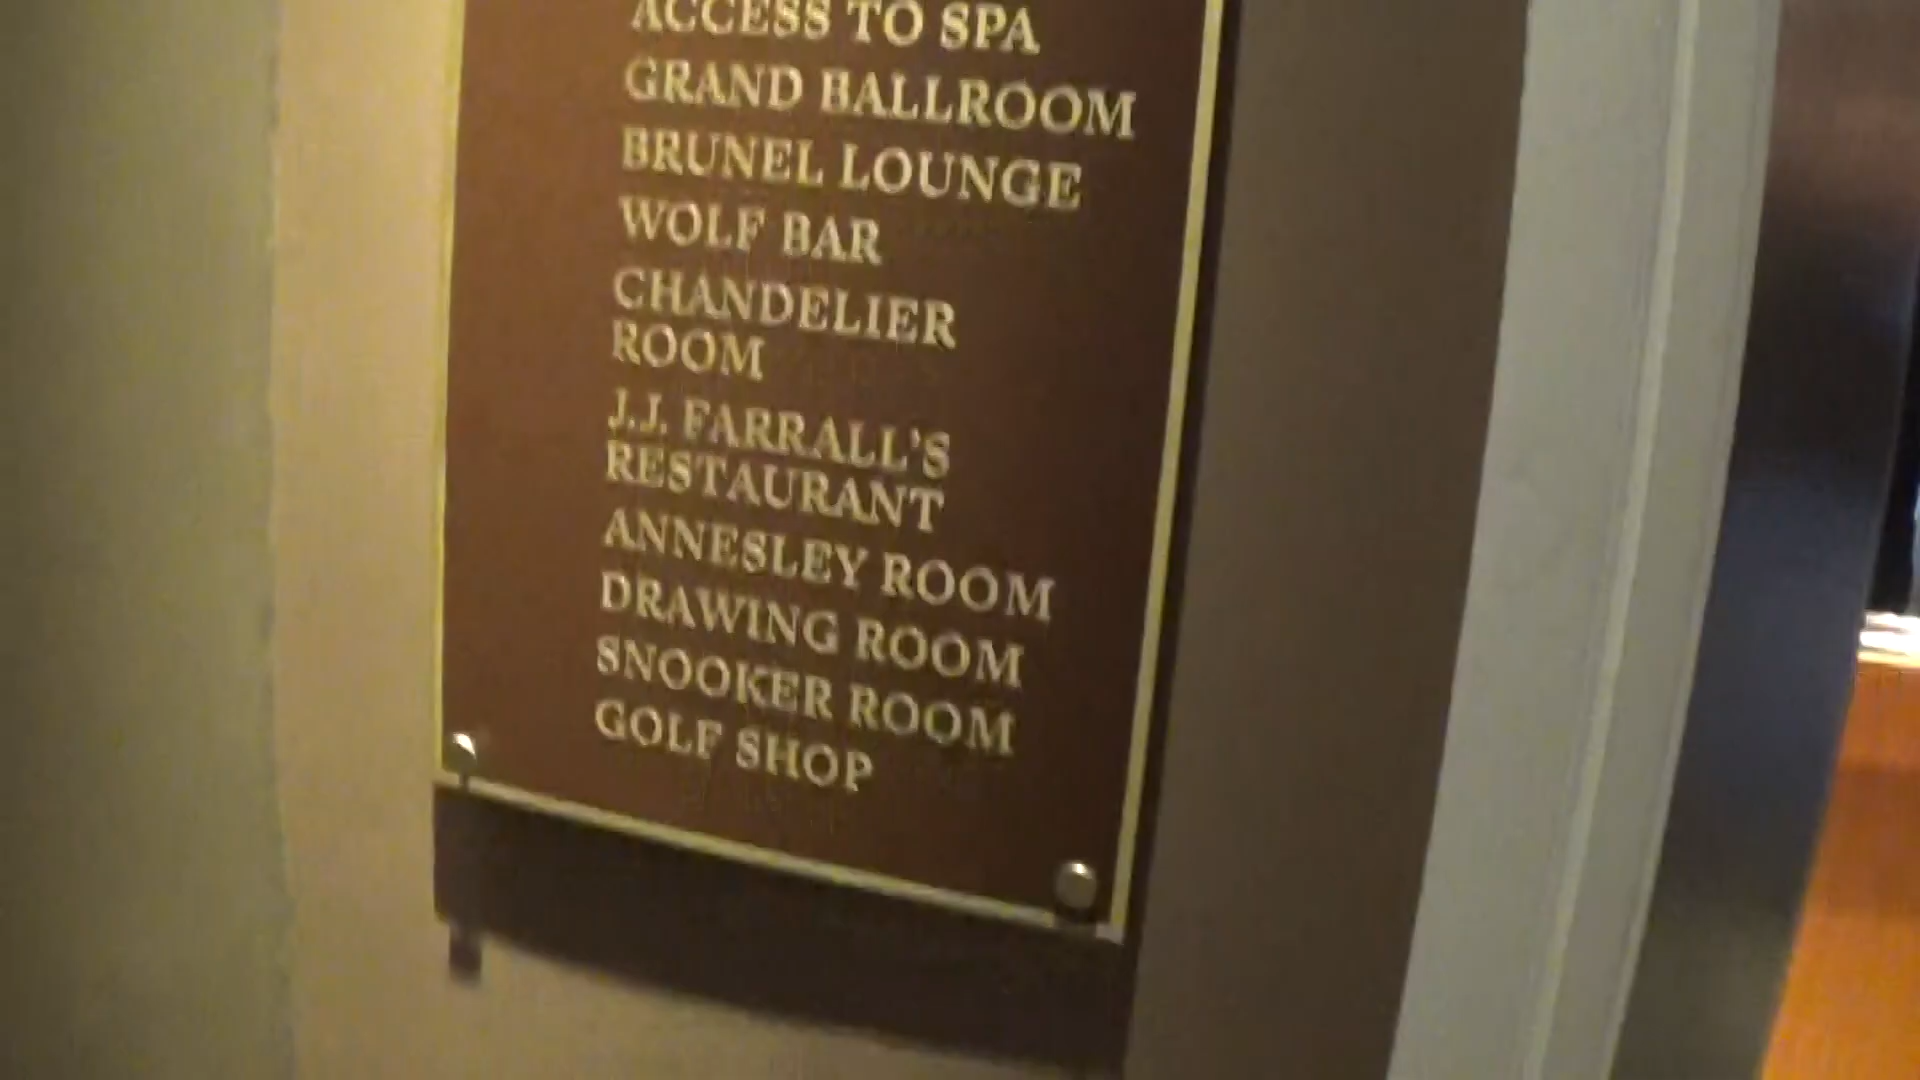 ACCESS TO SPA
GRAND BALLROOM
BRUNEL LOUNGE
WOLF BAR
CHANDELIER
ROOM
J.J. FARRALL'S
RESTAURANT
ANNESLEY ROOM
DRAWING ROOM
SNOOKER ROOM
GOLF SHOP